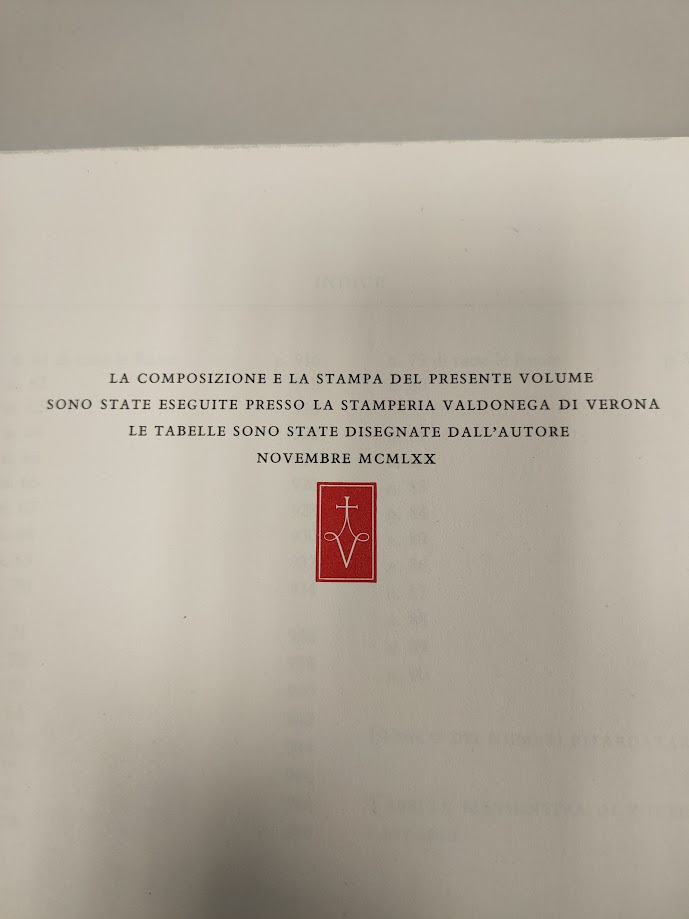 LA COMPOSIZIONE E LA STAMPA DEL PRESENTE VOLUME
SONO STATE ESEGUITE PRESSO LA STAMPERIA VALDONEGA DI VERONA
LE TABELLE SONO STATE DISEGNATE DALL'AUTORE
NOVEMBRE MCMLXX